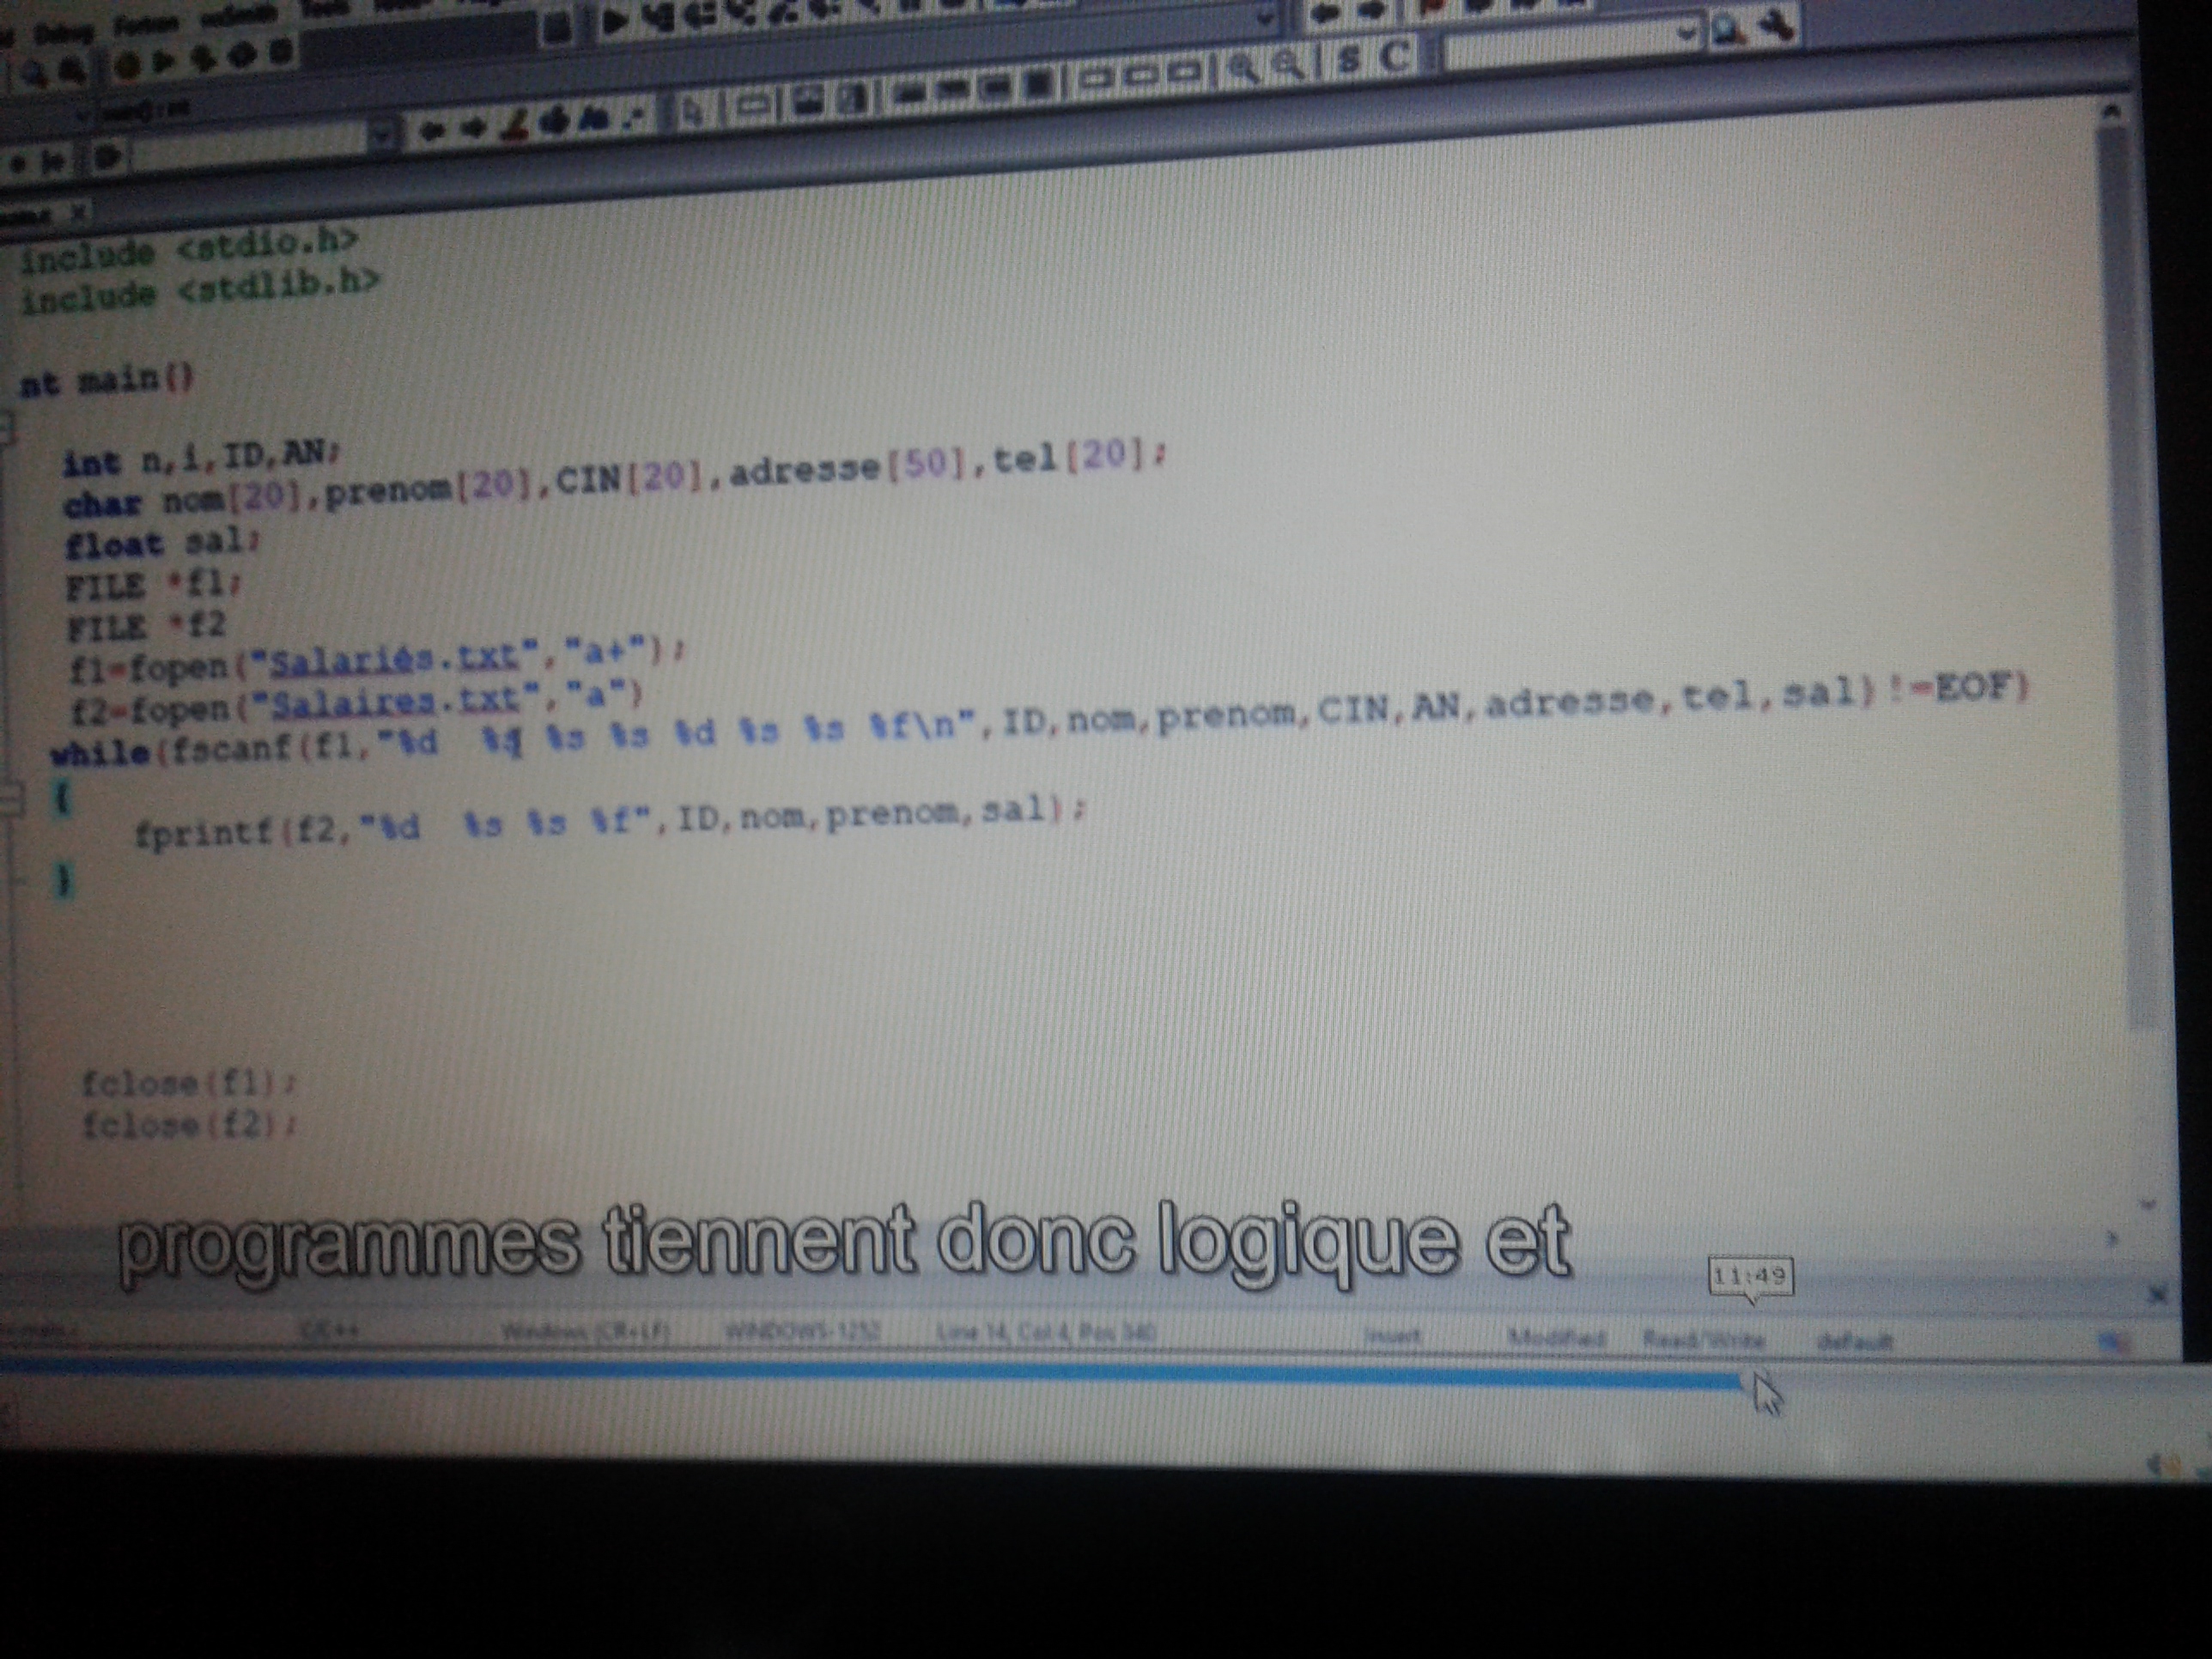 Debug Fortran wxSmith Tools
main() : int
S C
include <stdio.h>
include <stdlib.h>
nt main()
int n,i,ID,AN;
char nom[20],prenom[20],CIN[20],adresse[50],tel[20];
float sal;
FILE *f1;
FILE *f2
f1=fopen("Salariés.txt","a+");
f2=fopen("Salaires.txt","a")
while(fscanf(f1,"%d %s %s %s %d %s %s %f\n",ID,nom,prenom,CIN,AN,adresse,tel,sal)!=EOF)
{
fprintf(f2,"%d %s %s %f",ID,nom,prenom,sal);
}
fclose(f1);
fclose(f2);
programmes tiennent donc logique et
11:49
C/C++ Windows (CR+LF) WINDOWS-1252 Line 14, Col 4, Pos 340 Insert Modified Read/Write default